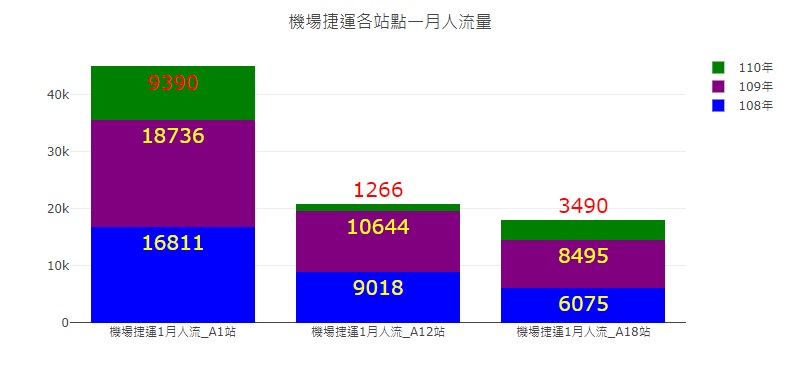 機場捷運各站點一月人流量
110年
109年
108年
40k
30k
20k
10k
0
9390
18736
16811
1266
10644
9018
3490
8495
6075
機場捷運1月人流_A1站
機場捷運1月人流_A12站
機場捷運1月人流_A18站